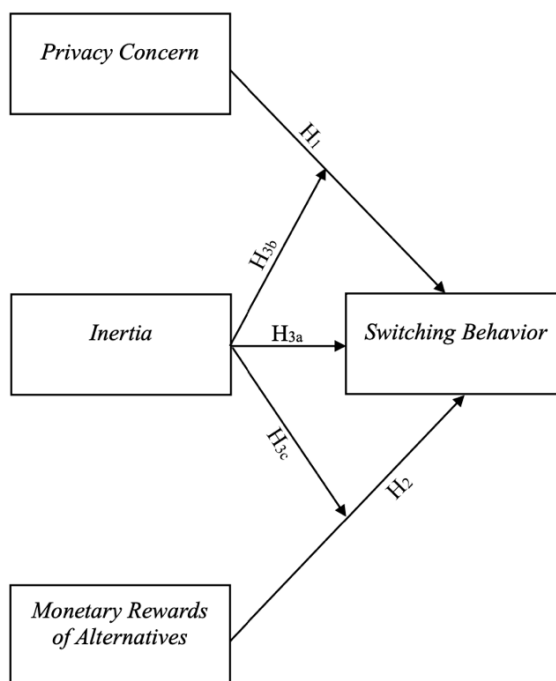 Privacy Concern
H1
H3b
Inertia
H3a
Switching Behavior
H3c
H2
Monetary Rewards
of Alternatives